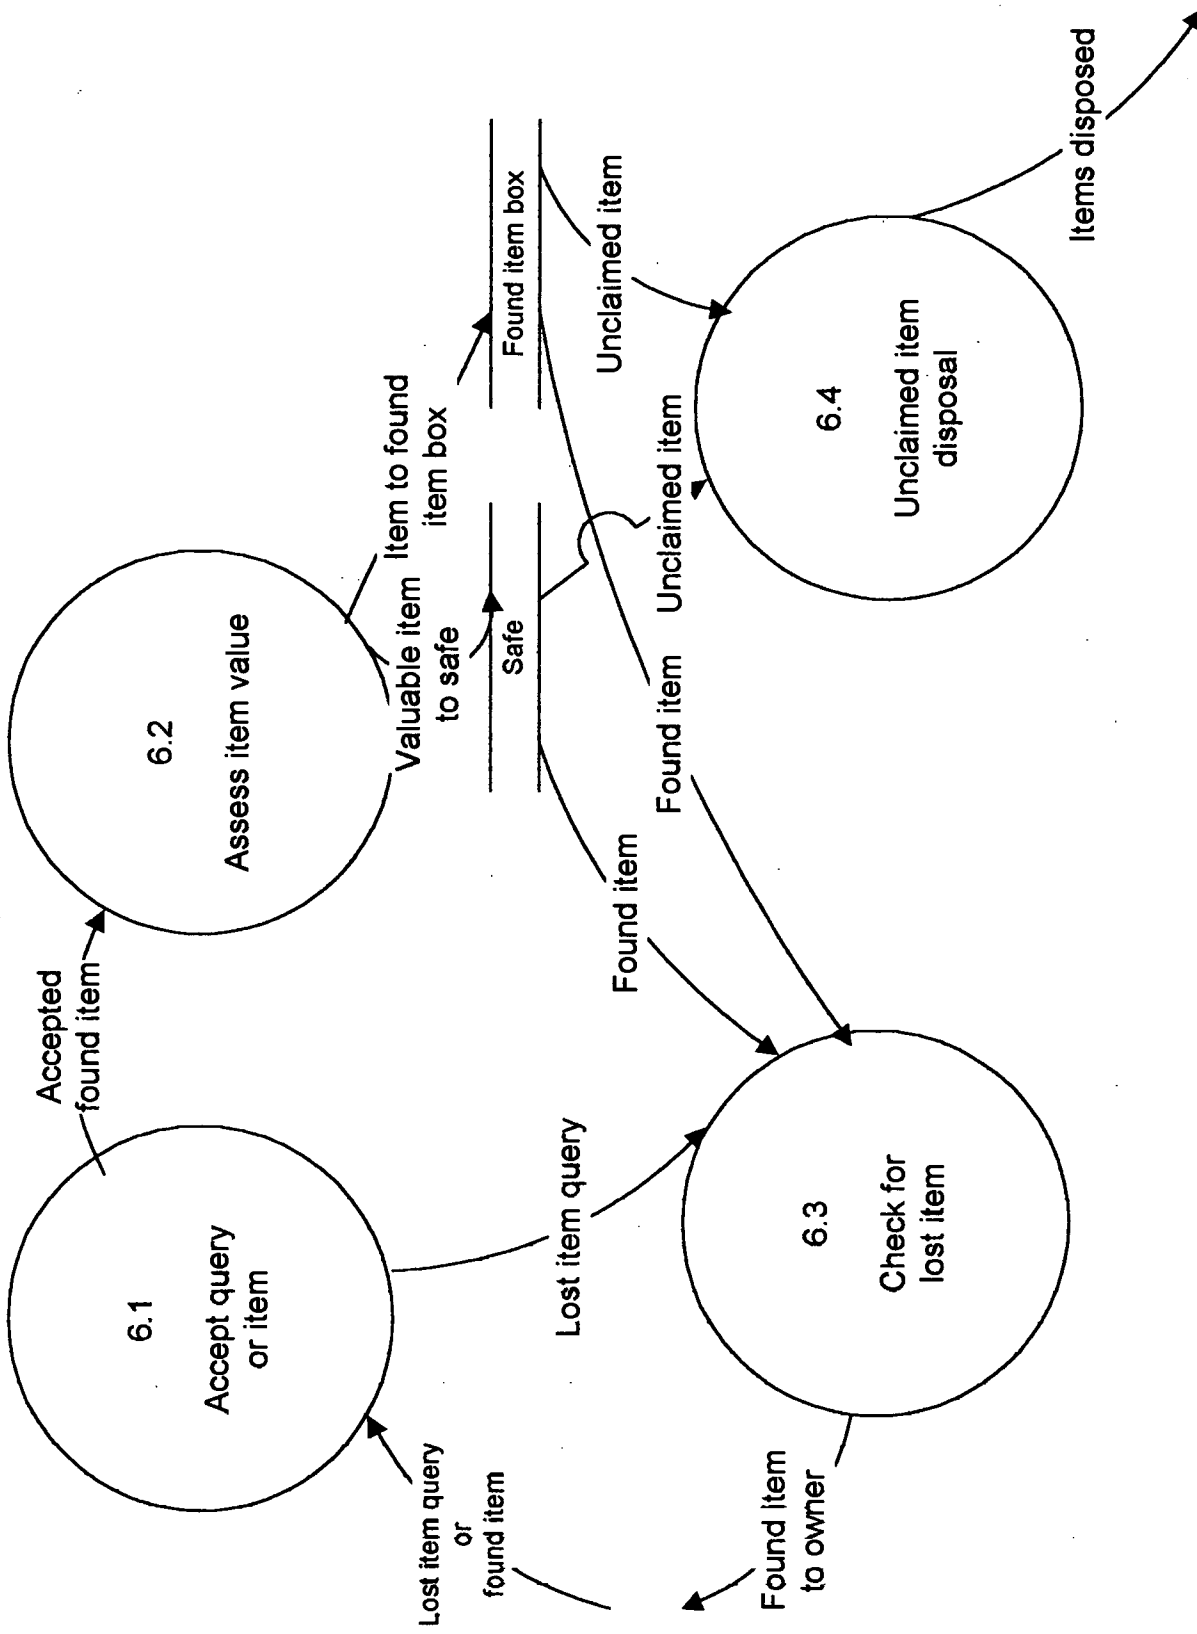 Accepted
found item
6.1
Accept query
or item
6.2
Assess item value
Lost item query
or
found item
Valuable item
to safe
Item to found
item box
Safe
Found item box
Lost item query
Found item
Found item
Unclaimed item
Unclaimed item
Found item
to owner
6.3
Check for
lost item
6.4
Unclaimed item
disposal
Items disposed